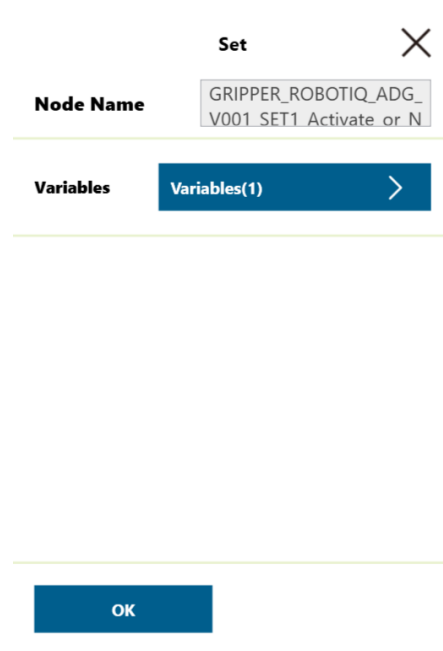 Set
Node Name
GRIPPER_ROBOTIQ_ADG_
V001_SET1_Activate_or_N
Variables
Variables(1)
OK